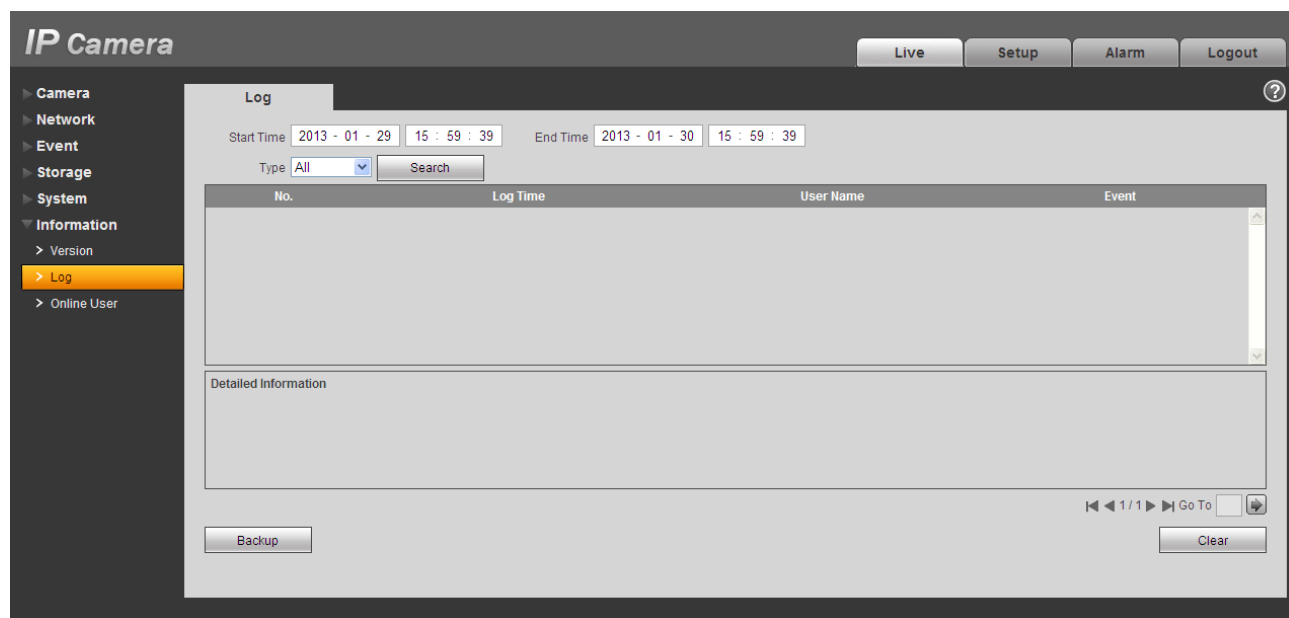 IP Camera
Live Setup Alarm Logout
Camera
Network
Event
Storage
System
Information
> Version
> Log
> Online User
Log
?
Start Time 2013 - 01 - 29 15 : 59 : 39 End Time 2013 - 01 - 30 15 : 59 : 39
Type All Search
No. Log Time User Name Event
Detailed Information
1 / 1 Go To
Backup Clear